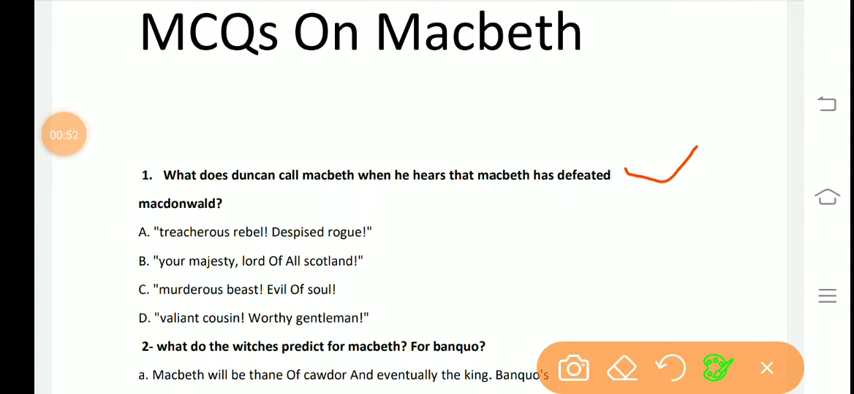 MCQs On Macbeth
00:52
1. What does duncan call macbeth when he hears that macbeth has defeated
macdonwald?
A. "treacherous rebel! Despised rogue!"
B. "your majesty, lord Of All scotland!"
C. "murderous beast! Evil Of soul!
D. "valiant cousin! Worthy gentleman!"
2- what do the witches predict for macbeth? For banquo?
a. Macbeth will be thane Of cawdor And eventually the king. Banquo's